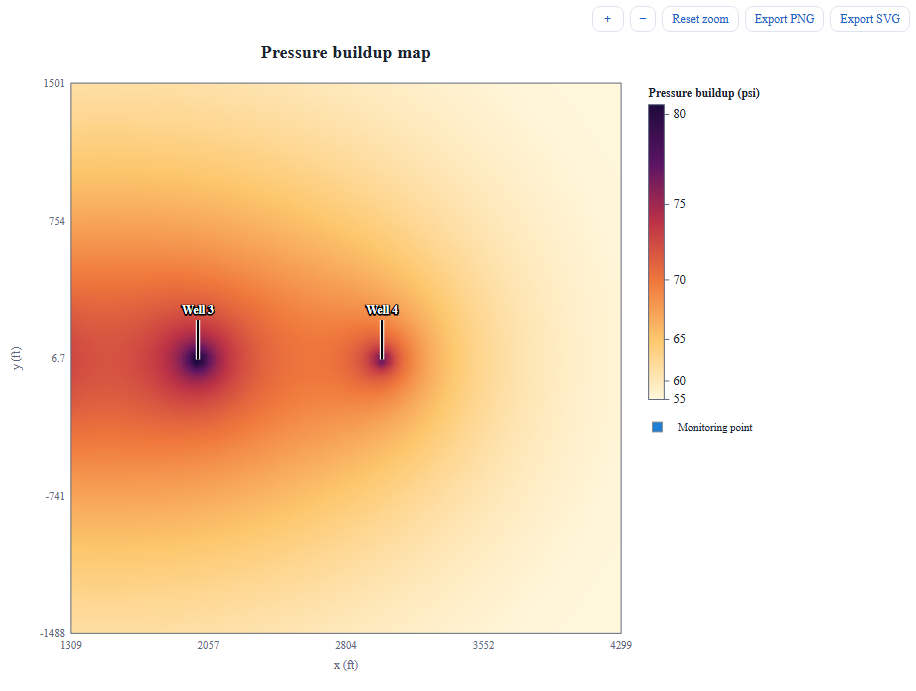 + − Reset zoom Export PNG Export SVG
Pressure buildup map
1501
754
6.7
-741
-1488
y (ft)
Well 3
Well 4
1309 2057 2804 3552 4299
x (ft)
Pressure buildup (psi)
80
75
70
65
60
55
Monitoring point